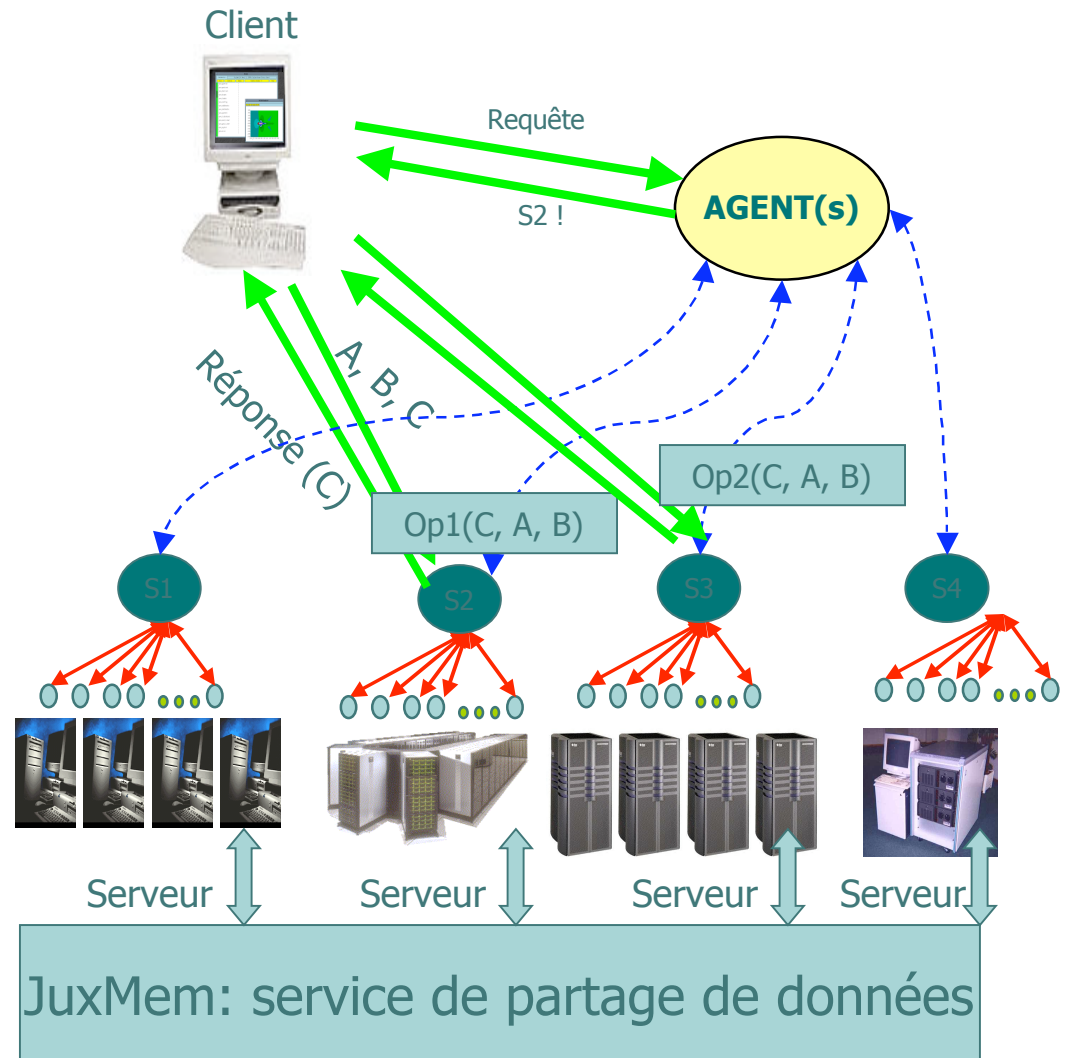 Client
Requête
AGENT(s)
S2 !
A, B, C
Réponse (C)
Op2(C, A, B)
Op1(C, A, B)
S1
S2
S3
S4
Serveur
Serveur
Serveur
Serveur
JuxMem: service de partage de données